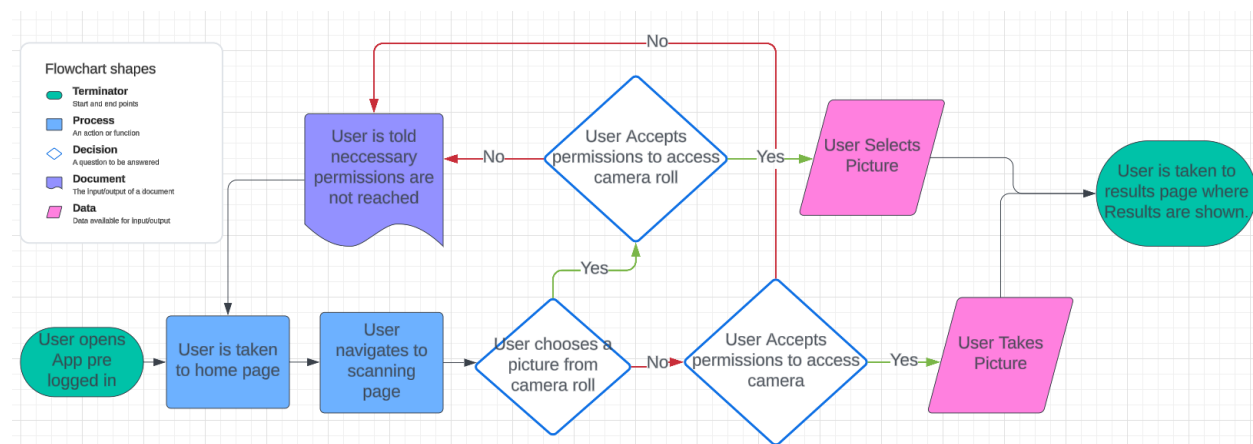 Flowchart shapes
Terminator
Start and end points
Process
An action or function
Decision
A question to be answered
Document
The input/output of a document
Data
Data available for input/output
No
User is told
neccessary
permissions are
not reached
No
User Accepts
permissions to access
camera roll
Yes
User Selects
Picture
User is taken to
results page where
Results are shown.
Yes
User opens
App pre
logged in
User is taken
to home page
User
navigates to
scanning
page
User chooses a
picture from
camera roll
No
User Accepts
permissions to access
camera
Yes
User Takes
Picture